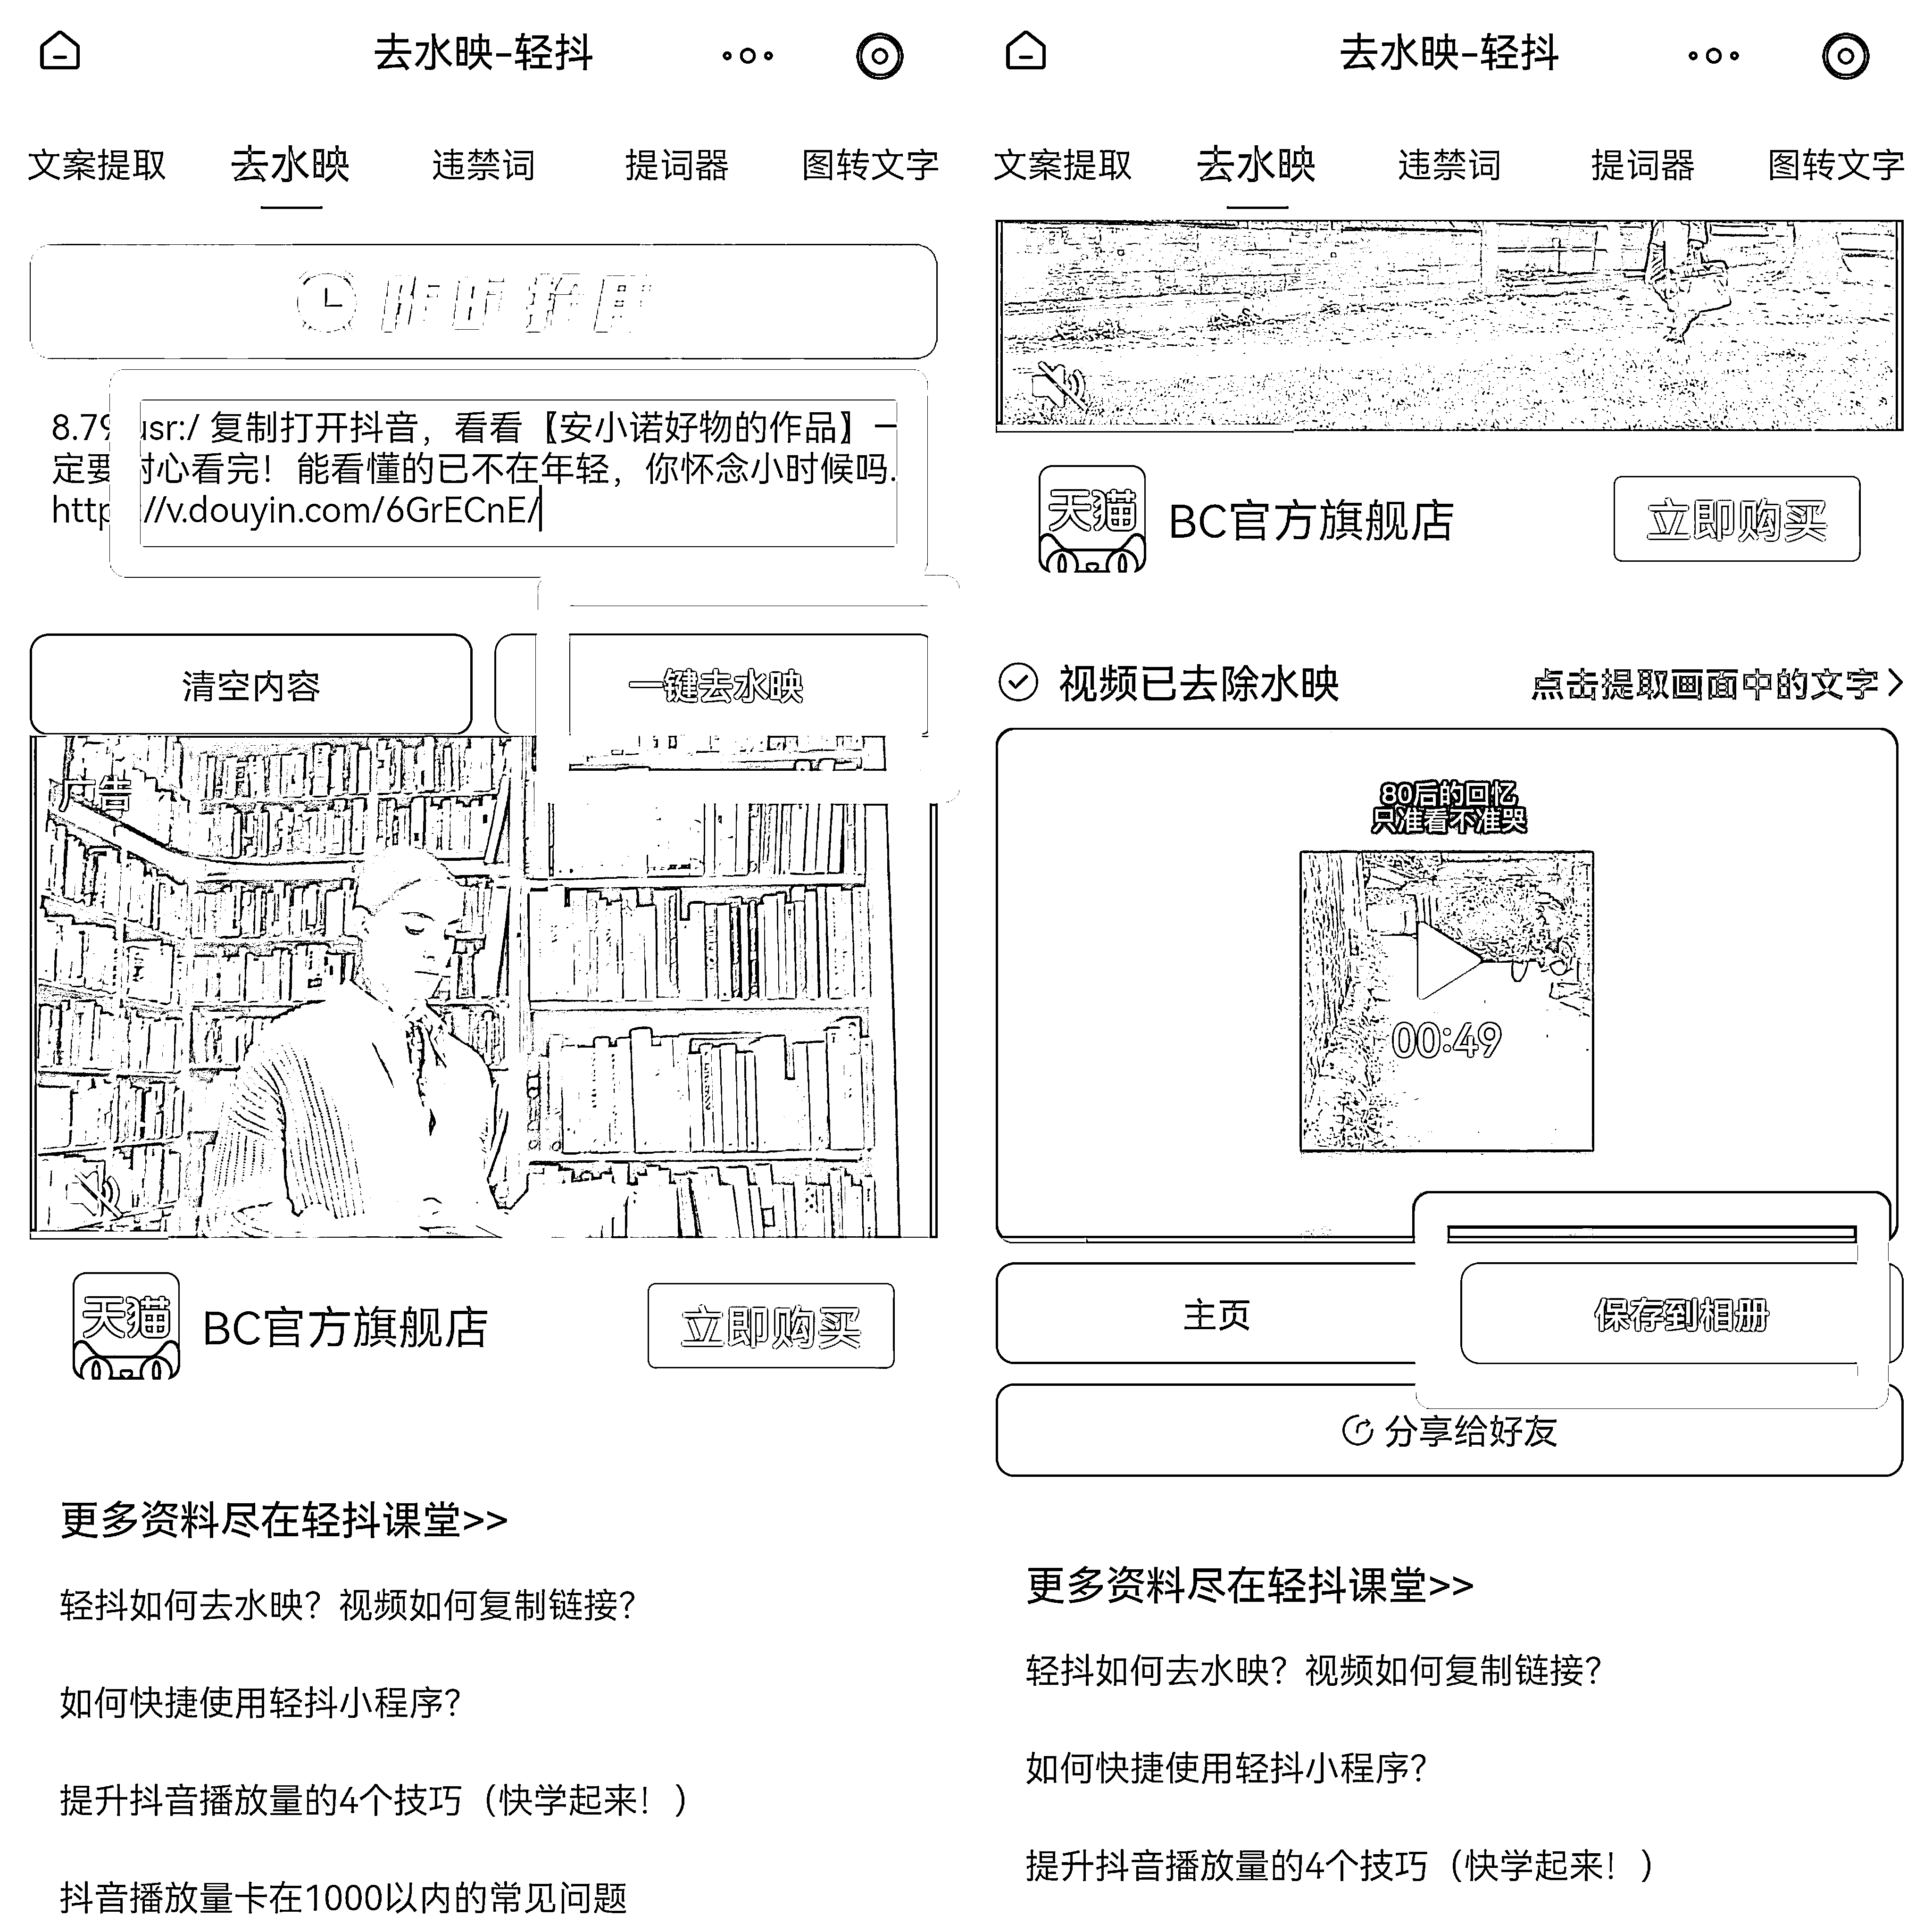 去水映-轻抖
文案提取 去水映 违禁词 提词器 图转文字
8.79 usr:/ 复制打开抖音，看看【安小诺好物的作品】一
定要耐心看完！能看懂的已不在年轻，你怀念小时候吗.
https://v.douyin.com/6GrECnE/
清空内容 一键去水映
广告
天猫
BC官方旗舰店
立即购买
更多资料尽在轻抖课堂>>
轻抖如何去水映？视频如何复制链接？
如何快捷使用轻抖小程序？
提升抖音播放量的4个技巧（快学起来！）
抖音播放量卡在1000以内的常见问题
去水映-轻抖
文案提取 去水映 违禁词 提词器 图转文字
天猫
BC官方旗舰店
立即购买
视频已去除水映 点击提取画面中的文字
80后的回忆
只准看不准哭
00:49
主页 保存到相册
分享给好友
更多资料尽在轻抖课堂>>
轻抖如何去水映？视频如何复制链接？
如何快捷使用轻抖小程序？
提升抖音播放量的4个技巧（快学起来！）